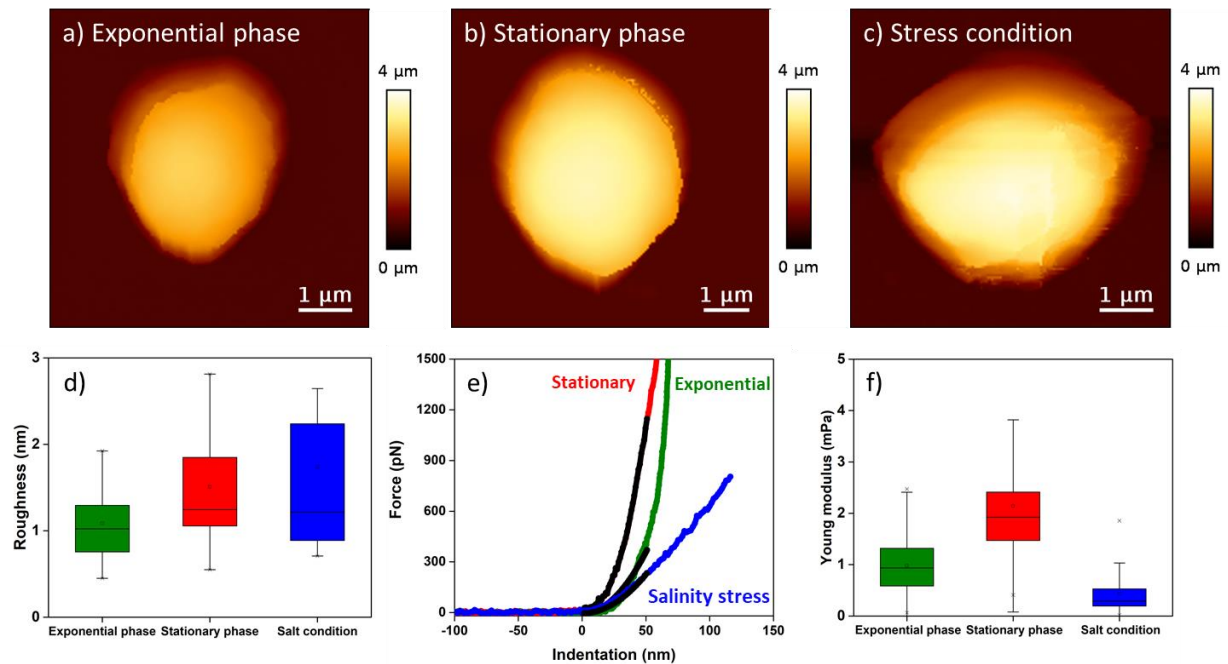 a) Exponential phase
4 µm
0 µm
1 µm
b) Stationary phase
4 µm
0 µm
1 µm
c) Stress condition
4 µm
0 µm
1 µm
d)
Roughness (nm)
3
2
1
0
Exponential phase Stationary phase Salt condition
e)
Force (pN)
1500
1200
900
600
300
0
Stationary
Exponential
Salinity stress
-100 -50 0 50 100 150
Indentation (nm)
f)
Young modulus (mPa)
5
4
3
2
1
0
Exponential phase Stationary phase Salt condition